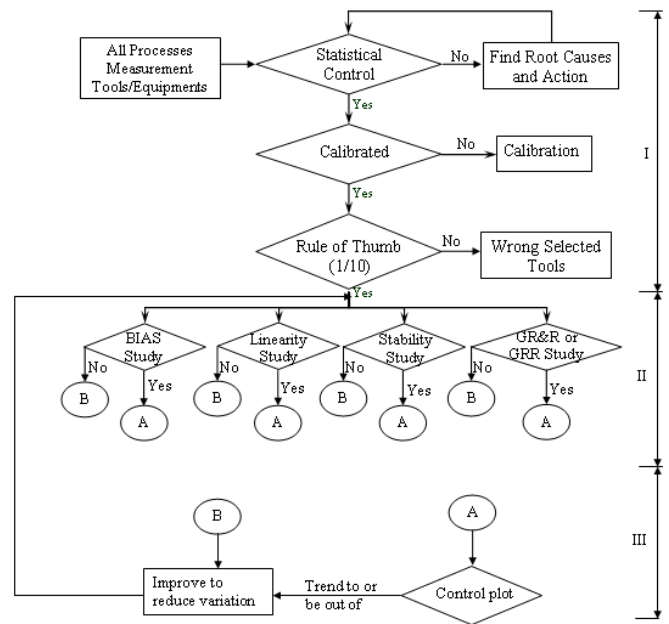 All Processes
Measurement
Tools/Equipments
Statistical
Control
No
Find Root Causes
and Action
Yes
Calibrated
No
Calibration
I
Yes
Rule of Thumb
(1/10)
No
Wrong Selected
Tools
Yes
BIAS
Study
Linearity
Study
Stability
Study
GR&R or
GRR Study
No
Yes
No
Yes
No
Yes
No
Yes
II
B
A
B
A
B
A
B
A
B
A
III
Improve to
reduce variation
Trend to or
be out of
Control plot